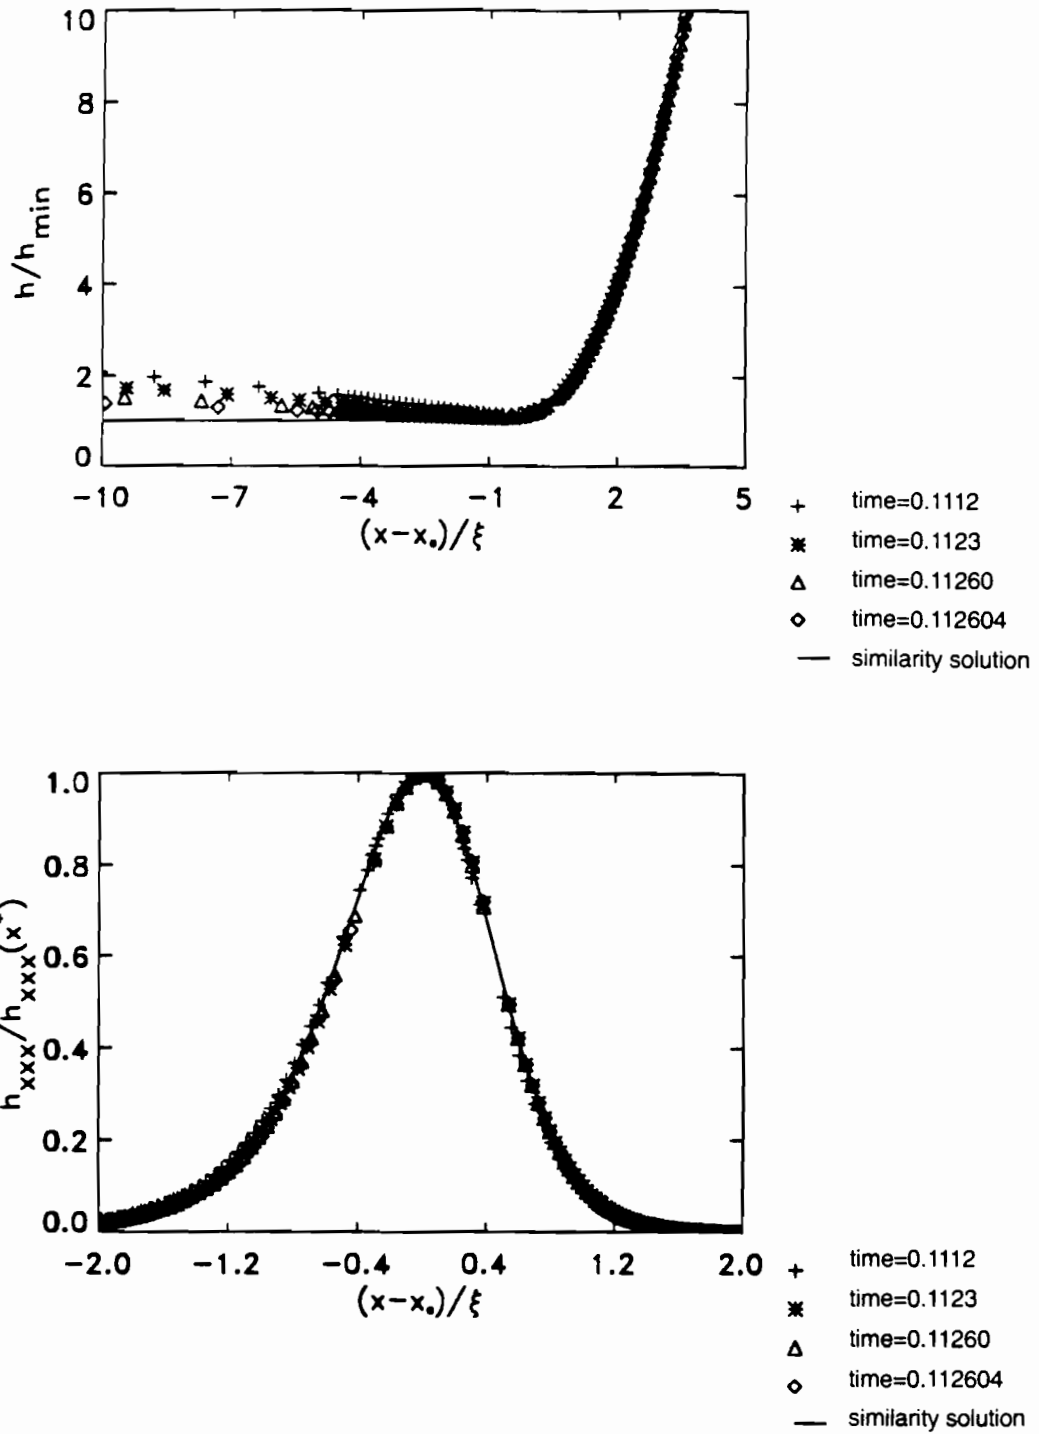 10
8
6
4
2
0
h/h_min
-10 -7 -4 -1 2 5
(x-x₀)/ξ
+ time=0.1112
✱ time=0.1123
△ time=0.11260
◇ time=0.112604
— similarity solution
1.0
0.8
0.6
0.4
0.2
0.0
h_xxx/h_xxx(x*)
-2.0 -1.2 -0.4 0.4 1.2 2.0
(x-x₀)/ξ
+ time=0.1112
✱ time=0.1123
△ time=0.11260
◇ time=0.112604
— similarity solution